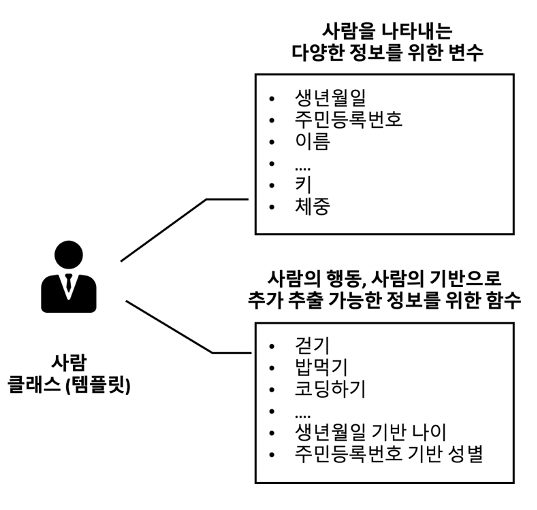 사람을 나타내는
다양한 정보를 위한 변수
• 생년월일
• 주민등록번호
• 이름
• ....
• 키
• 체중
사람의 행동, 사람의 기반으로
추가 추출 가능한 정보를 위한 함수
• 걷기
• 밥먹기
• 코딩하기
• ....
• 생년월일 기반 나이
• 주민등록번호 기반 성별
사람
클래스 (템플릿)